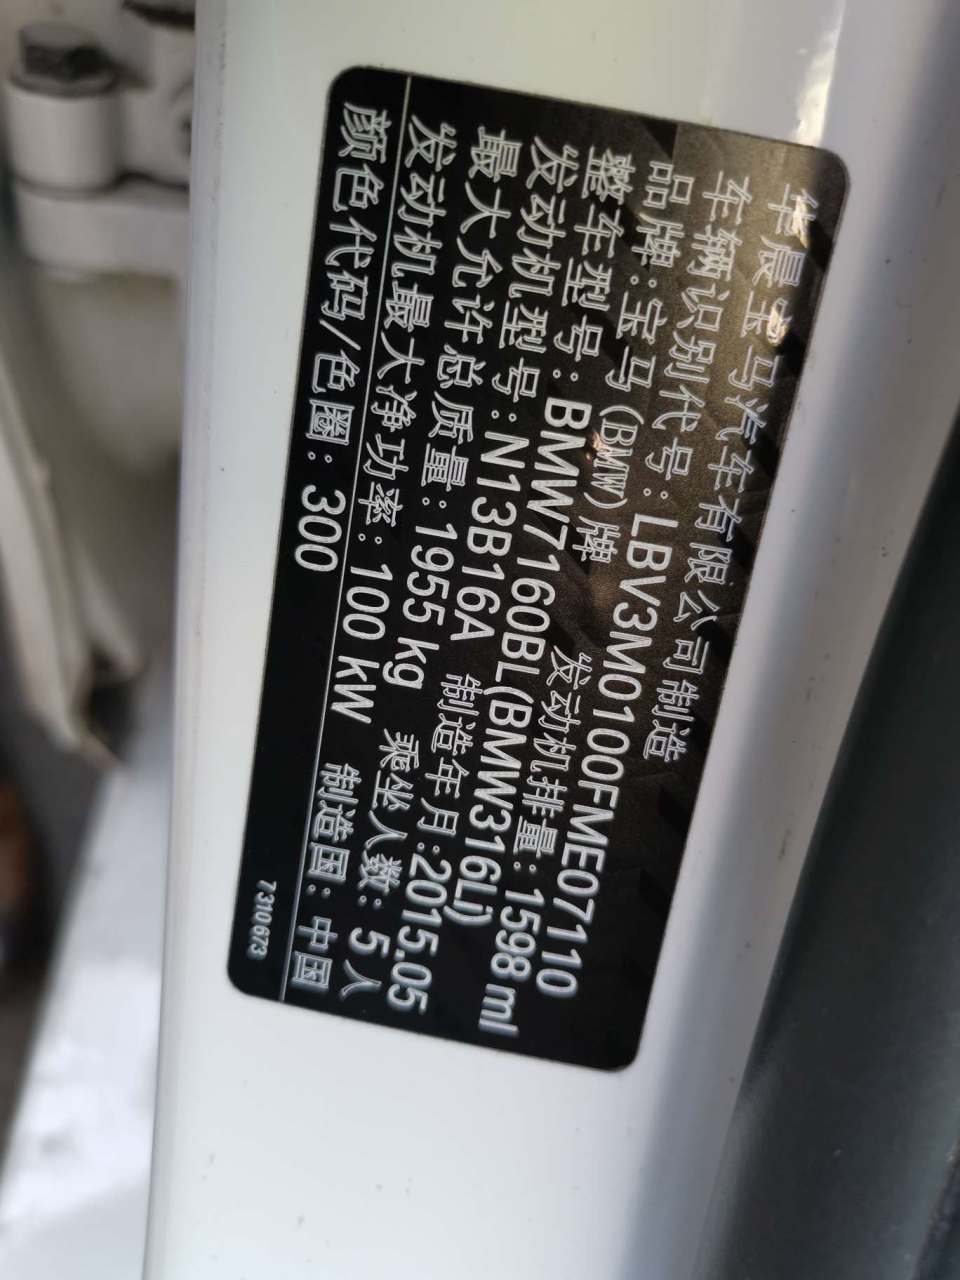 华晨宝马汽车有限公司制造
车辆识别代号：LBV3M0100FME07110
品牌：宝马（BMW）牌
整车型号：BMW7160BL(BMW316Li)
发动机型号：N13B16A 发动机排量：1598 ml
最大允许总质量：1955 kg 制造年月：2015.05
发动机最大净功率：100 kW 乘坐人数：5人
颜色代码/色圈：300 制造国：中国
7310673